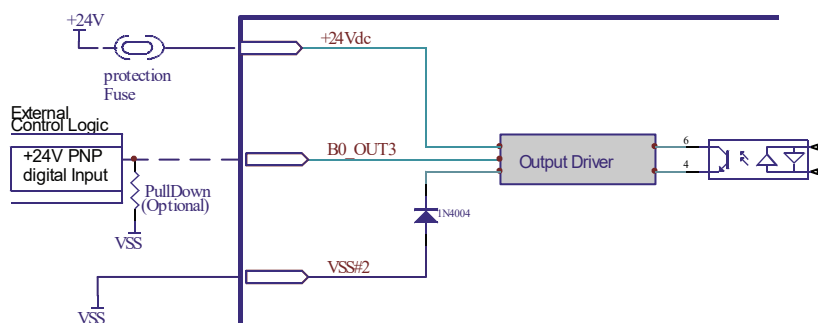 +24V
+24Vdc
protection
Fuse
External
Control Logic
+24V PNP
digital Input
B0_OUT3
PullDown
(Optional)
VSS
Output Driver
6
4
1N4004
VSS#2
VSS